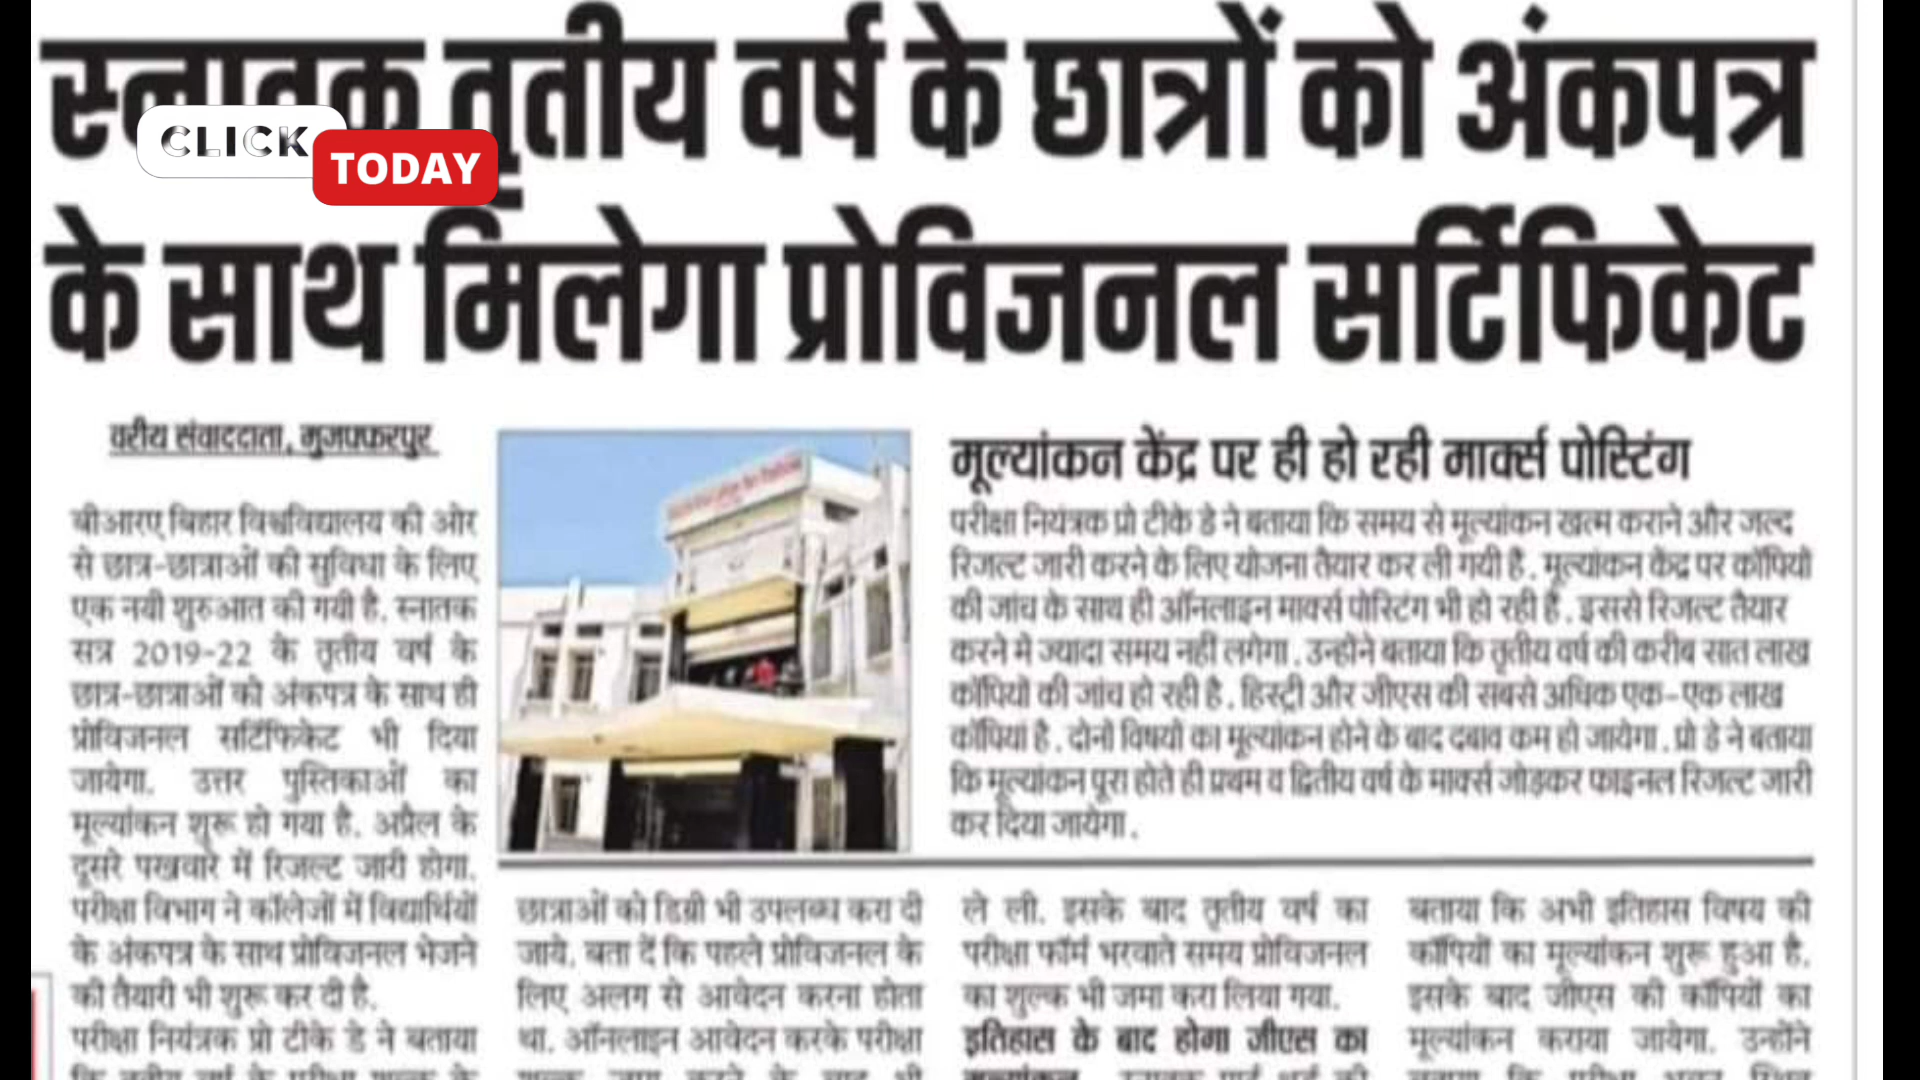 स्नातक तृतीय वर्ष के छात्रों को अंकपत्र
के साथ मिलेगा प्रोविजनल सर्टिफिकेट
CLICK
TODAY
वरीय संवाददाता, मुजफ्फरपुर
बीआरए बिहार विश्वविद्यालय की ओर
से छात्र-छात्राओं की सुविधा के लिए
एक नयी शुरुआत की गयी है. स्नातक
सत्र 2019-22 के तृतीय वर्ष के
छात्र-छात्राओं को अंकपत्र के साथ ही
प्रोविजनल सर्टिफिकेट भी दिया
जायेगा. उत्तर पुस्तिकाओं का
मूल्यांकन शुरू हो गया है. अप्रैल के
दूसरे पखवारे में रिजल्ट जारी होगा.
परीक्षा विभाग ने कॉलेजों में विद्यार्थियों
के अंकपत्र के साथ प्रोविजनल भेजने
की तैयारी भी शुरू कर दी है.
परीक्षा नियंत्रक प्रो टीके डे ने बताया
मूल्यांकन केंद्र पर ही हो रही मार्क्स पोस्टिंग
परीक्षा नियंत्रक प्रो टीके डे ने बताया कि समय से मूल्यांकन खत्म कराने और जल्द
रिजल्ट जारी करने के लिए योजना तैयार कर ली गयी है. मूल्यांकन केंद्र पर कॉपियों
की जांच के साथ ही ऑनलाइन मार्क्स पोस्टिंग भी हो रही है. इससे रिजल्ट तैयार
करने में ज्यादा समय नहीं लगेगा. उन्होंने बताया कि तृतीय वर्ष की करीब सात लाख
कॉपियों की जांच हो रही है. हिस्ट्री और जीएस की सबसे अधिक एक-एक लाख
कॉपियां है. दोनों विषयों का मूल्यांकन होने के बाद दबाव कम हो जायेगा. प्रो डे ने बताया
कि मूल्यांकन पूरा होते ही प्रथम व द्वितीय वर्ष के मार्क्स जोड़कर फाइनल रिजल्ट जारी
कर दिया जायेगा.
छात्राओं को डिग्री भी उपलब्ध करा दी
जाये. बता दें कि पहले प्रोविजनल के
लिए अलग से आवेदन करना होता
था. ऑनलाइन आवेदन करके परीक्षा
ले ली. इसके बाद तृतीय वर्ष का
परीक्षा फॉर्म भरवाते समय प्रोविजनल
का शुल्क भी जमा करा लिया गया.
इतिहास के बाद होगा जीएस का
बताया कि अभी इतिहास विषय की
कॉपियों का मूल्यांकन शुरू हुआ है.
इसके बाद जीएस की कॉपियों का
मूल्यांकन कराया जायेगा. उन्होंने